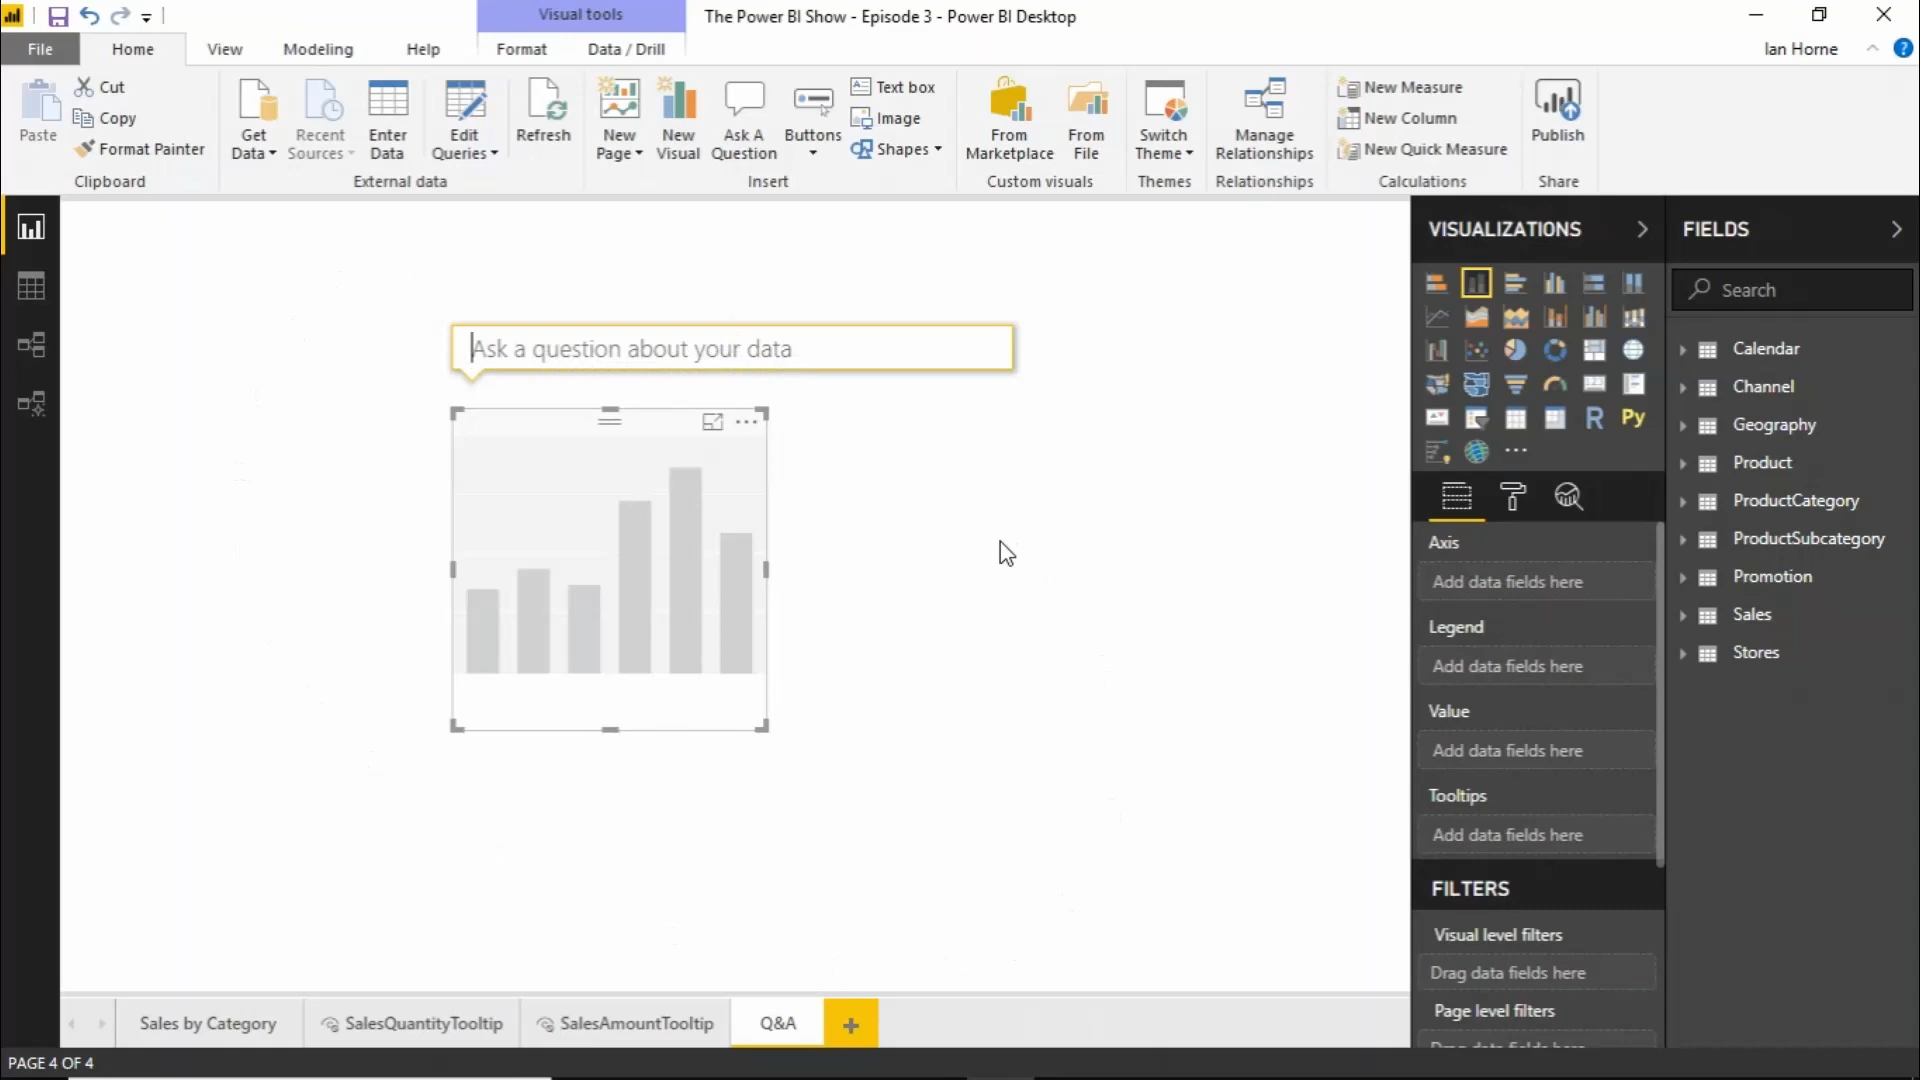 Visual tools
The Power BI Show - Episode 3 - Power BI Desktop
File
Home
View
Modeling
Help
Format
Data / Drill
Ian Horne
?
Paste
Cut
Copy
Format Painter
Clipboard
Get Data
Recent Sources
Enter Data
Edit Queries
Refresh
External data
New Page
New Visual
Ask A Question
Buttons
Text box
Image
Shapes
Insert
From Marketplace
From File
Custom visuals
Switch Theme
Themes
Manage Relationships
Relationships
New Measure
New Column
New Quick Measure
Calculations
Publish
Share
Ask a question about your data
VISUALIZATIONS
R
Py
Axis
Add data fields here
Legend
Add data fields here
Value
Add data fields here
Tooltips
Add data fields here
FILTERS
Visual level filters
Drag data fields here
Page level filters
Drag data fields here
FIELDS
Search
Calendar
Channel
Geography
Product
ProductCategory
ProductSubcategory
Promotion
Sales
Stores
Sales by Category
SalesQuantityTooltip
SalesAmountTooltip
Q&A
PAGE 4 OF 4